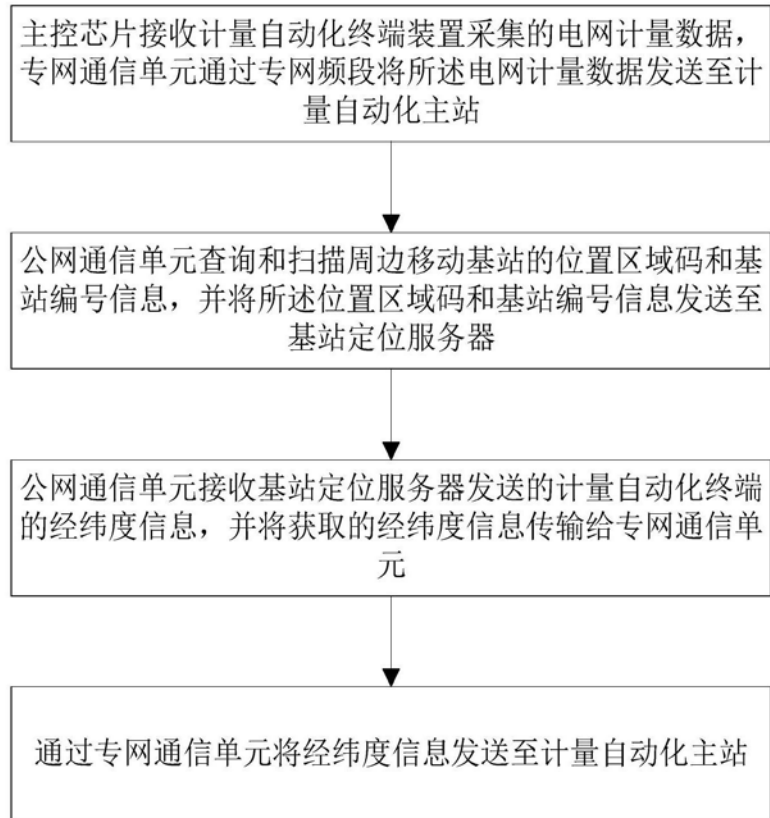 主控芯片接收计量自动化终端装置采集的电网计量数据，
专网通信单元通过专网频段将所述电网计量数据发送至计
量自动化主站
公网通信单元查询和扫描周边移动基站的位置区域码和基
站编号信息，并将所述位置区域码和基站编号信息发送至
基站定位服务器
公网通信单元接收基站定位服务器发送的计量自动化终端
的经纬度信息，并将获取的经纬度信息传输给专网通信单
元
通过专网通信单元将经纬度信息发送至计量自动化主站